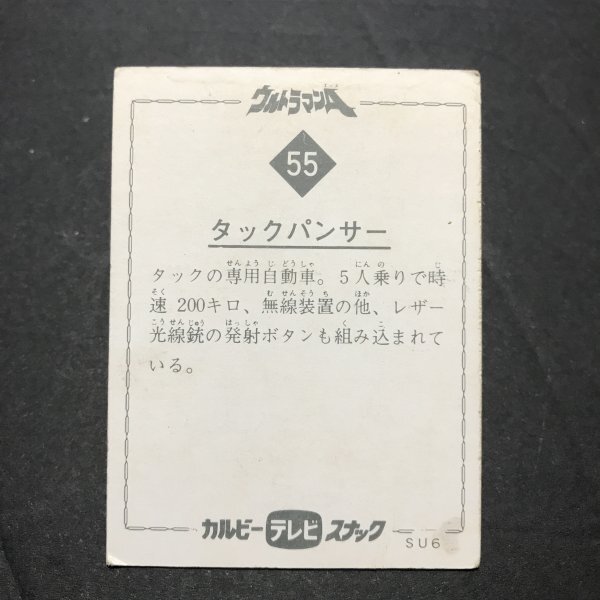 ウルトラマンA
55
タックパンサー
タックの専用自動車。5人乗りで時
速 200キロ、無線装置の他、レザー
光線銃の発射ボタンも組み込まれて
いる。
カルビー テレビ スナック
SU6